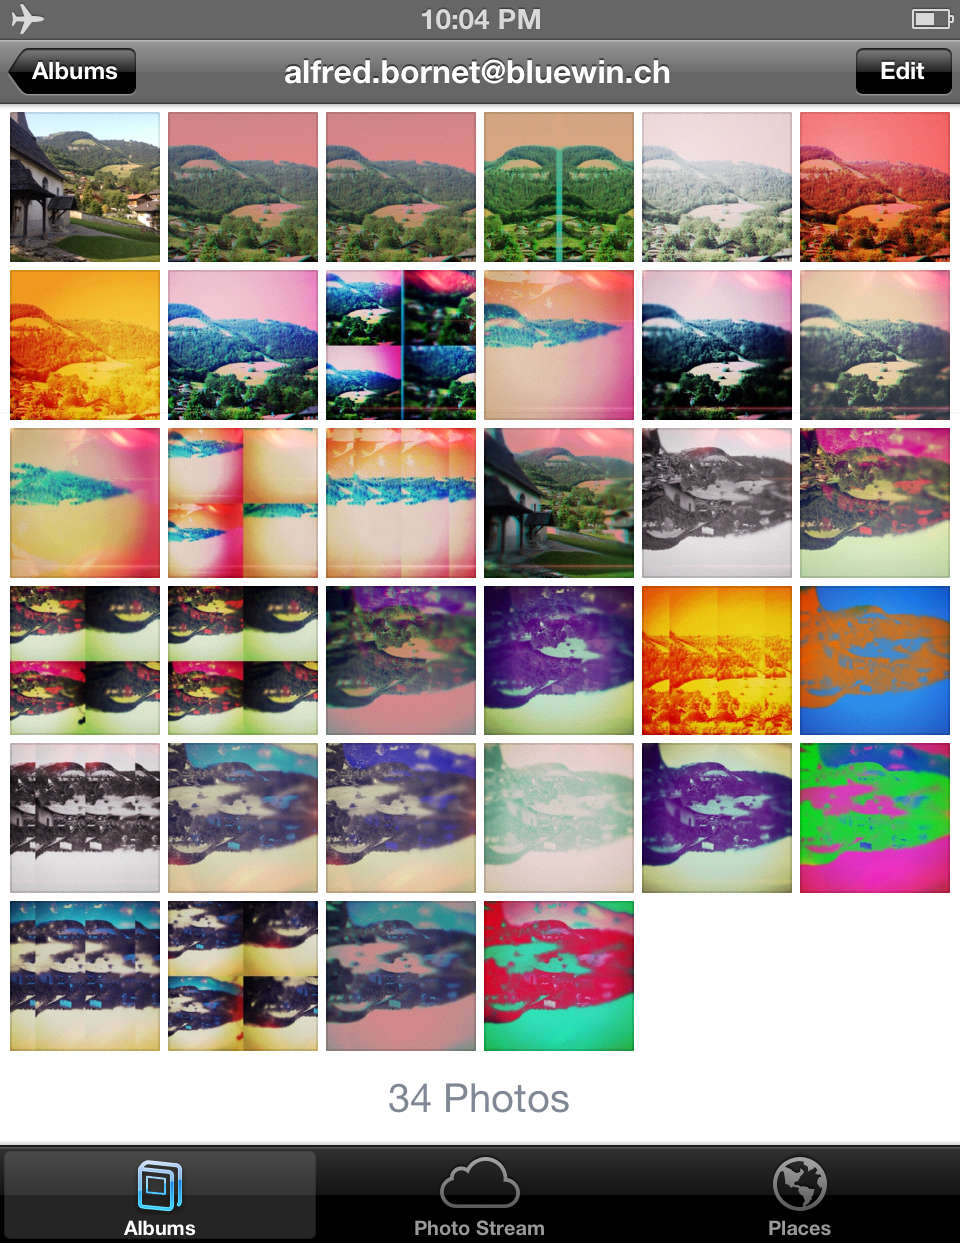 10:04 PM
Albums
alfred.bornet@bluewin.ch
Edit
34 Photos
Albums
Photo Stream
Places